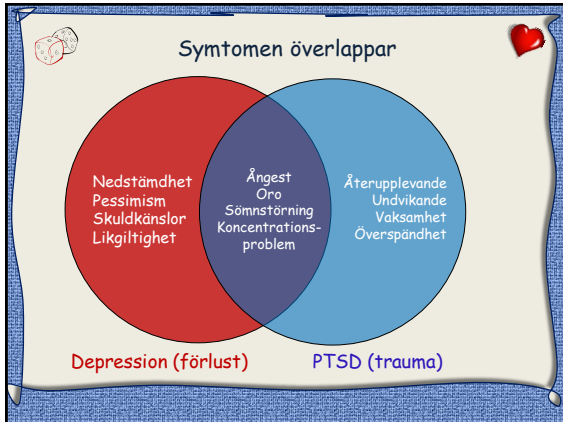 Symtomen överlappar
Nedstämdhet
Pessimism
Skuldkänslor
Likgiltighet
Ångest
Oro
Sömnstörning
Koncentrations-
problem
Återupplevande
Undvikande
Vaksamhet
Överspändhet
Depression (förlust)
PTSD (trauma)